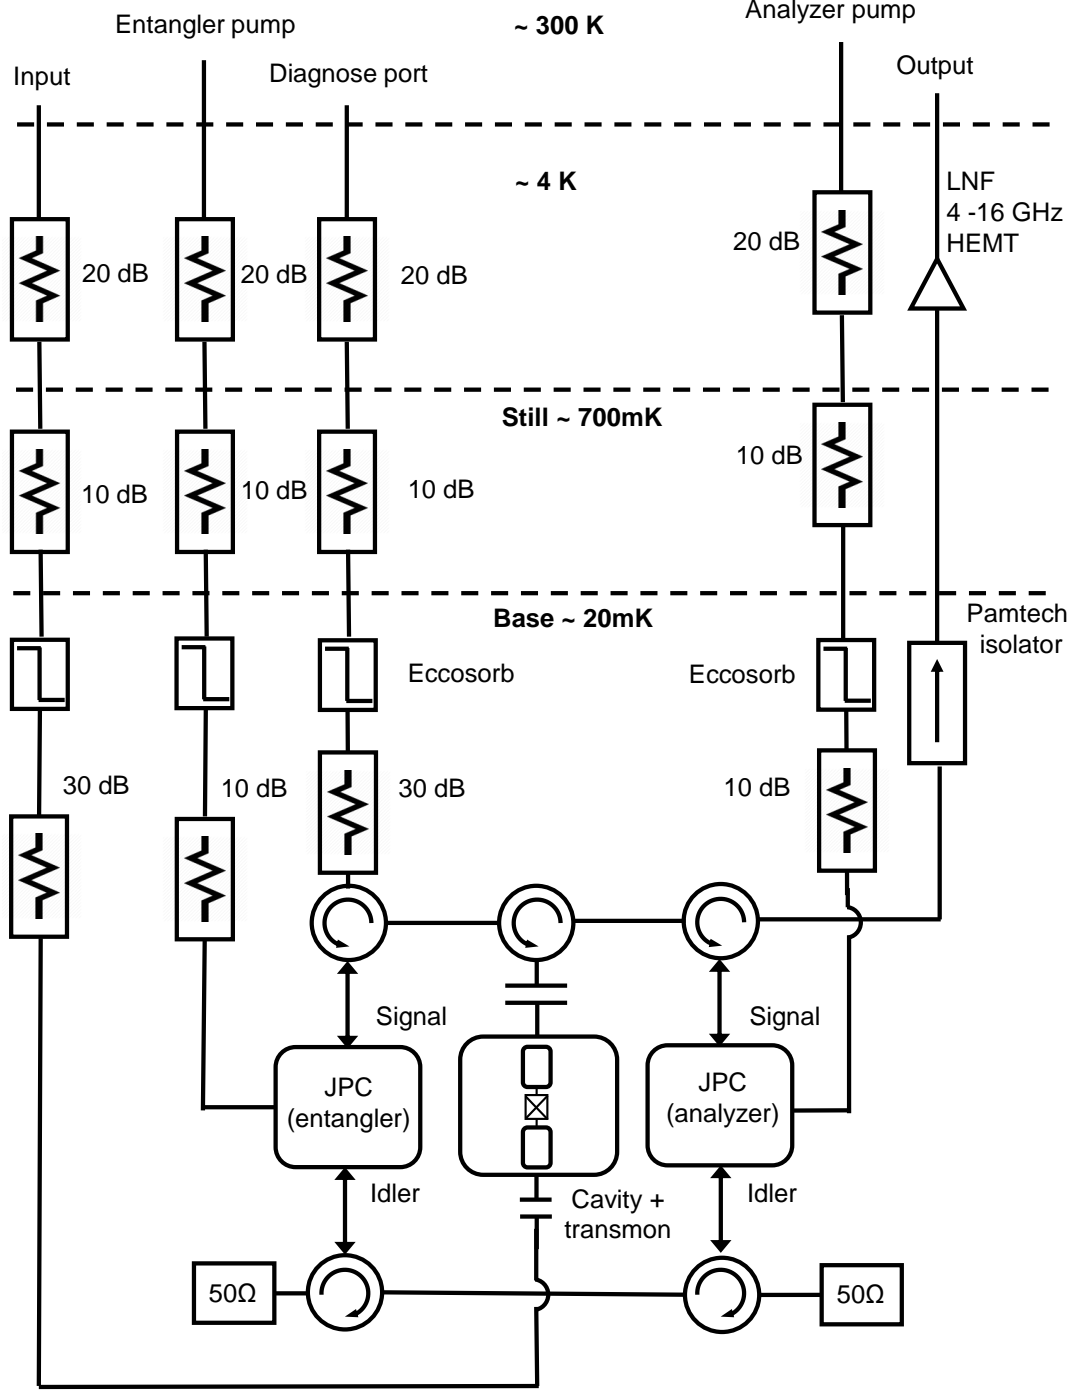 Analyzer pump
Entangler pump
~ 300 K
Input
Diagnose port
Output
~ 4 K
LNF
4 -16 GHz
HEMT
20 dB
20 dB
20 dB
20 dB
Still ~ 700mK
10 dB
10 dB
10 dB
10 dB
Base ~ 20mK
Pamtech
isolator
Eccosorb
Eccosorb
30 dB
10 dB
30 dB
10 dB
Signal
Signal
JPC
(entangler)
JPC
(analyzer)
Idler
Idler
Cavity +
transmon
50Ω
50Ω